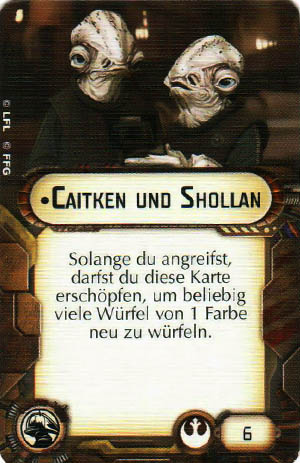 © LFL © FFG
•CAITKEN UND SHOLLAN
Solange du angreifst,
darfst du diese Karte
erschöpfen, um beliebig
viele Würfel von 1 Farbe
neu zu würfeln.
6